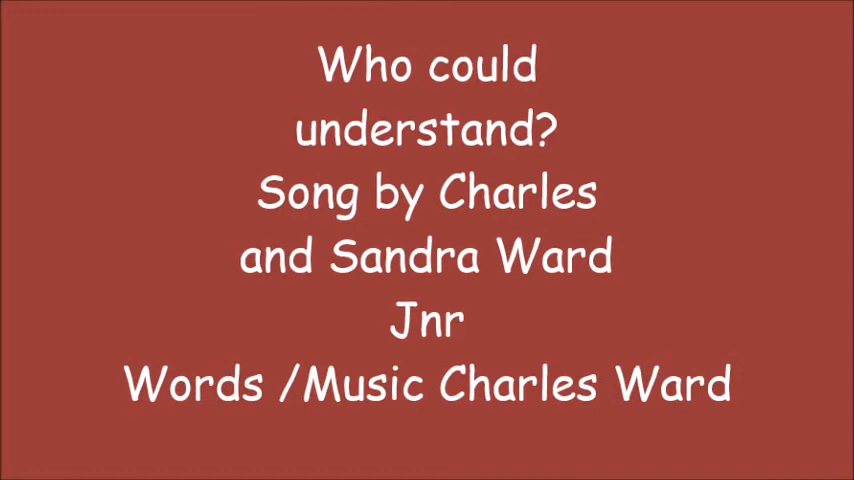 Who could
understand?
Song by Charles
and Sandra Ward
Jnr
Words /Music Charles Ward